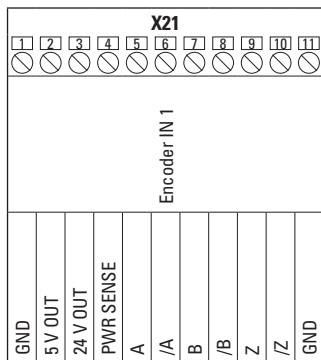 X21
1 2 3 4 5 6 7 8 9 10 11
Encoder IN 1
GND
5 V OUT
24 V OUT
PWR SENSE
A
/A
B
/B
Z
/Z
GND